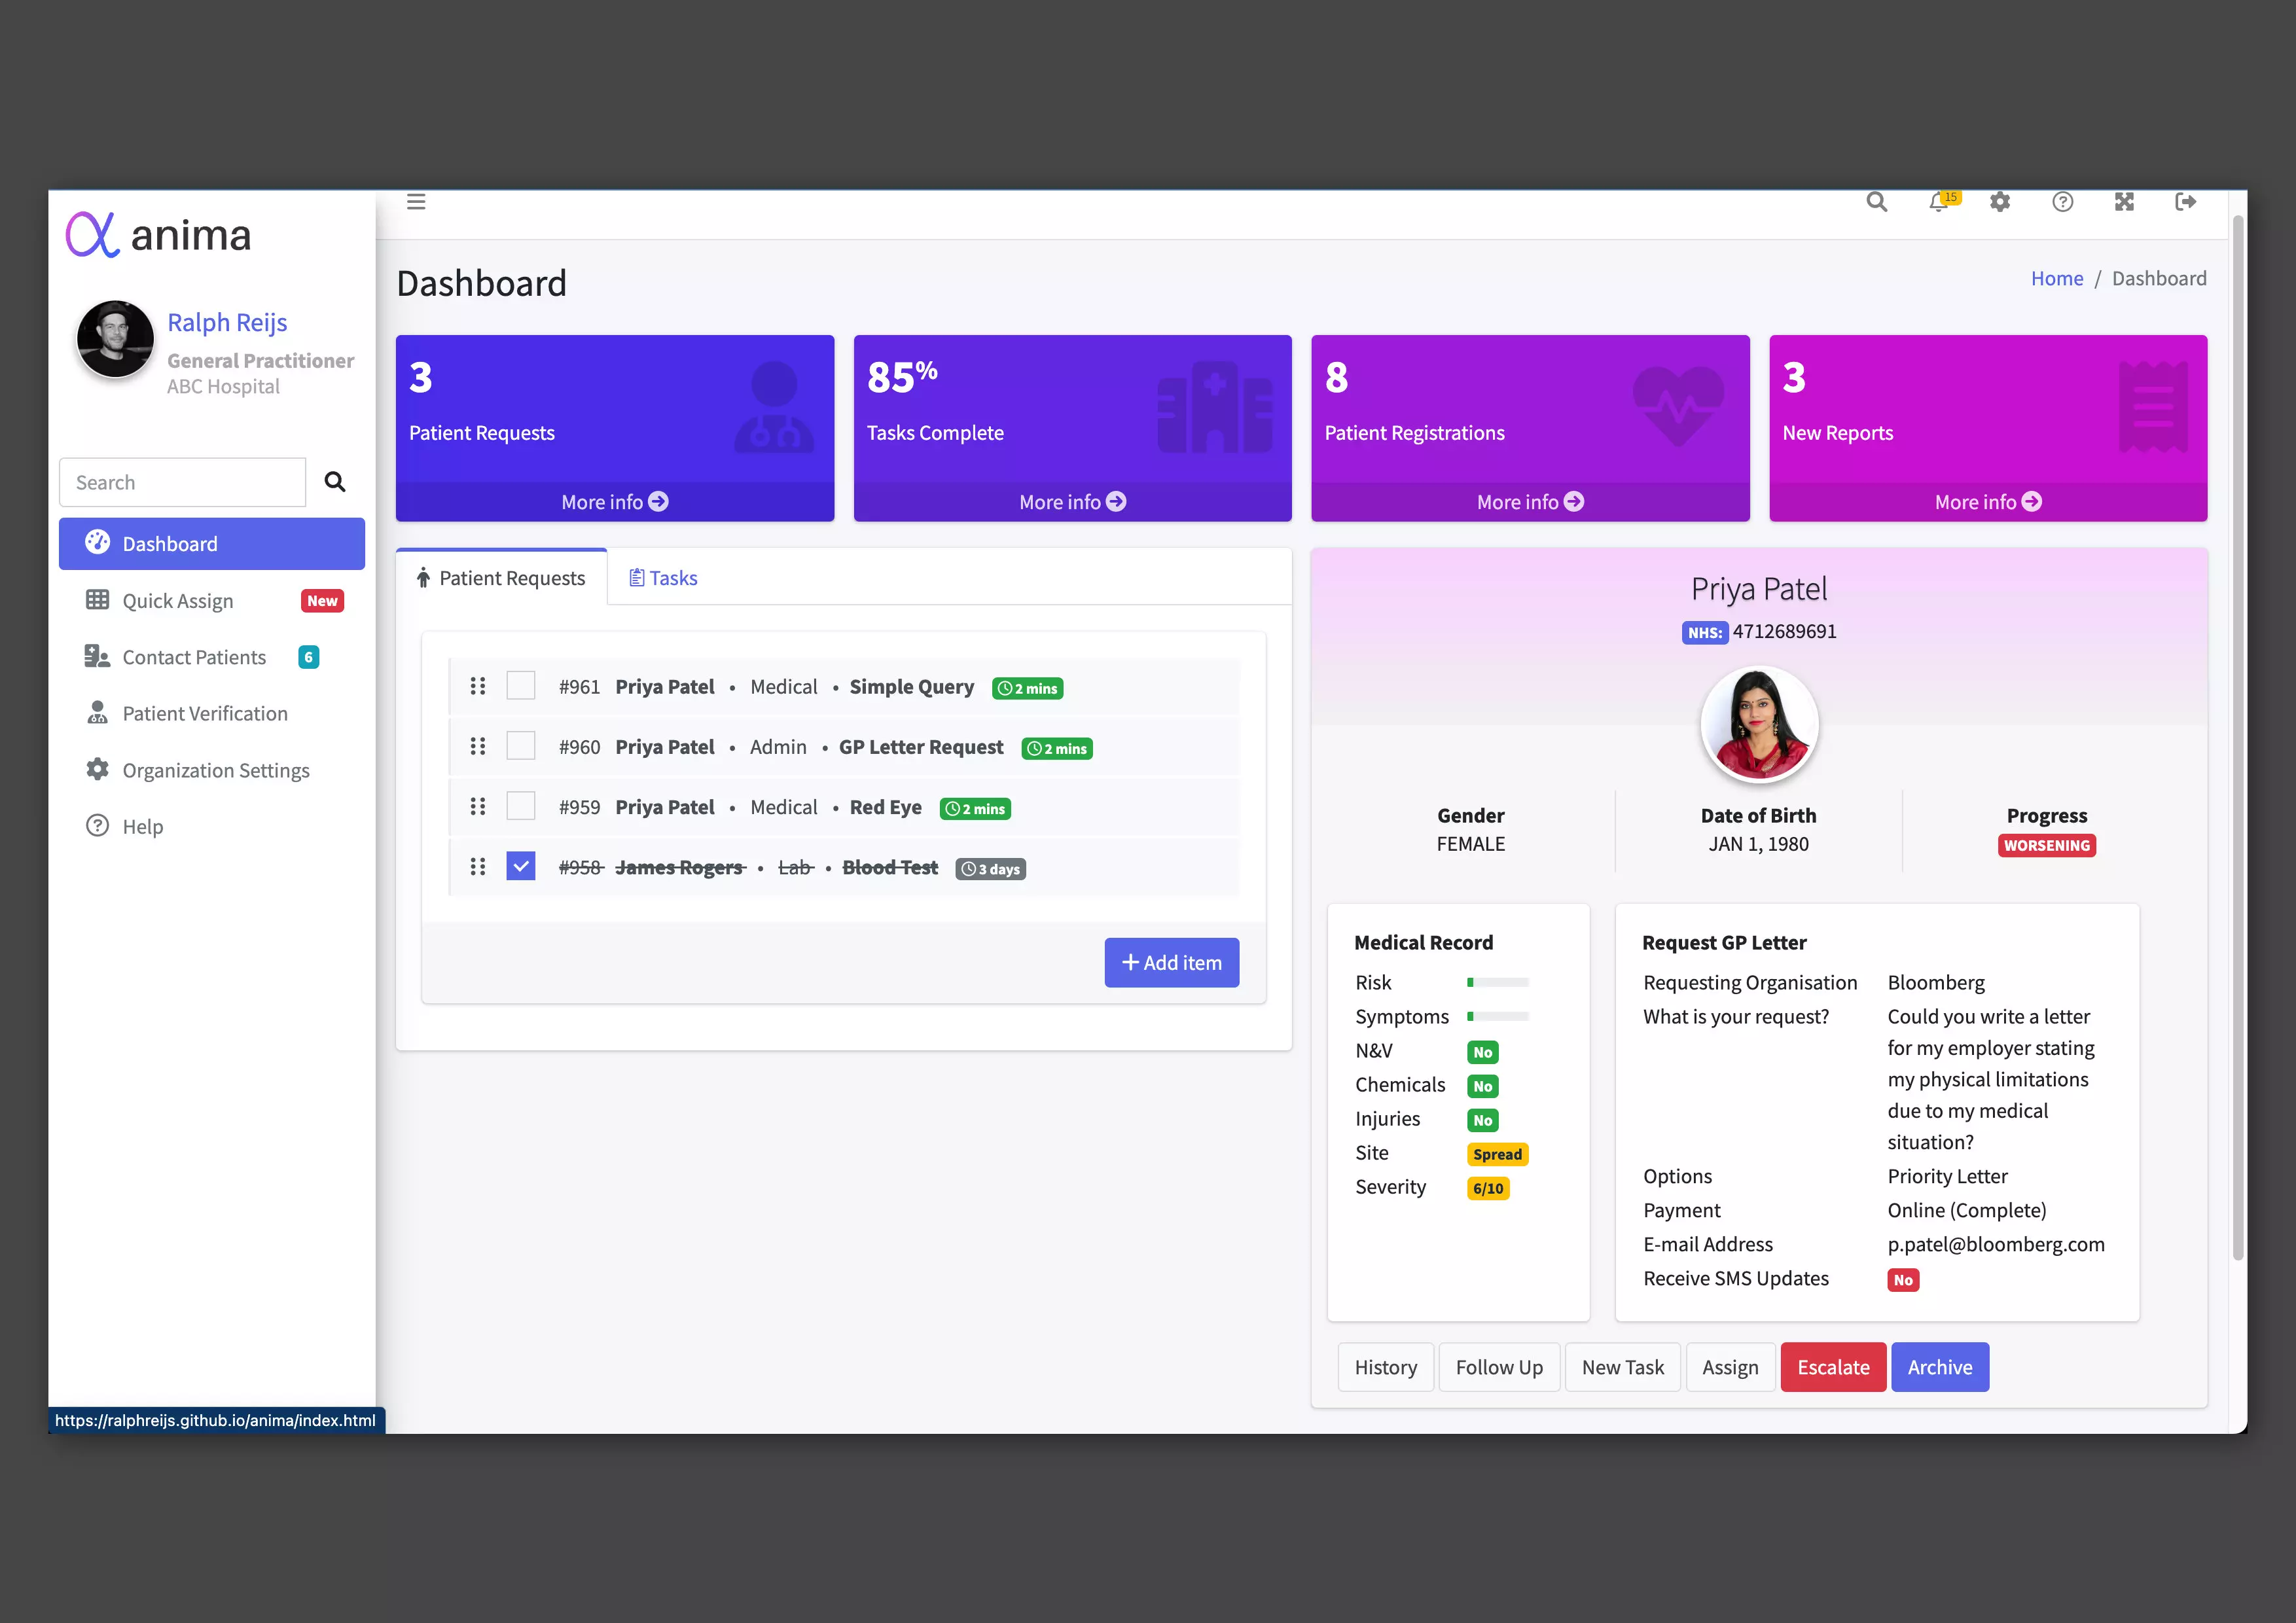 anima
Ralph Reijs
General Practitioner
ABC Hospital
Search
Dashboard
Quick Assign New
Contact Patients 6
Patient Verification
Organization Settings
Help
https://ralphreijs.github.io/anima/index.html
15
Dashboard
Home / Dashboard
3
Patient Requests
More info
85%
Tasks Complete
More info
8
Patient Registrations
More info
3
New Reports
More info
Patient Requests Tasks
#961 Priya Patel • Medical • Simple Query 2 mins
#960 Priya Patel • Admin • GP Letter Request 2 mins
#959 Priya Patel • Medical • Red Eye 2 mins
#958 James Rogers • Lab • Blood Test 3 days
+ Add item
Priya Patel
NHS: 4712689691
Gender
FEMALE
Date of Birth
JAN 1, 1980
Progress
WORSENING
Medical Record
Risk
Symptoms
N&V No
Chemicals No
Injuries No
Site Spread
Severity 6/10
Request GP Letter
Requesting Organisation Bloomberg
What is your request? Could you write a letter
for my employer stating
my physical limitations
due to my medical
situation?
Options Priority Letter
Payment Online (Complete)
E-mail Address p.patel@bloomberg.com
Receive SMS Updates No
History Follow Up New Task Assign Escalate Archive